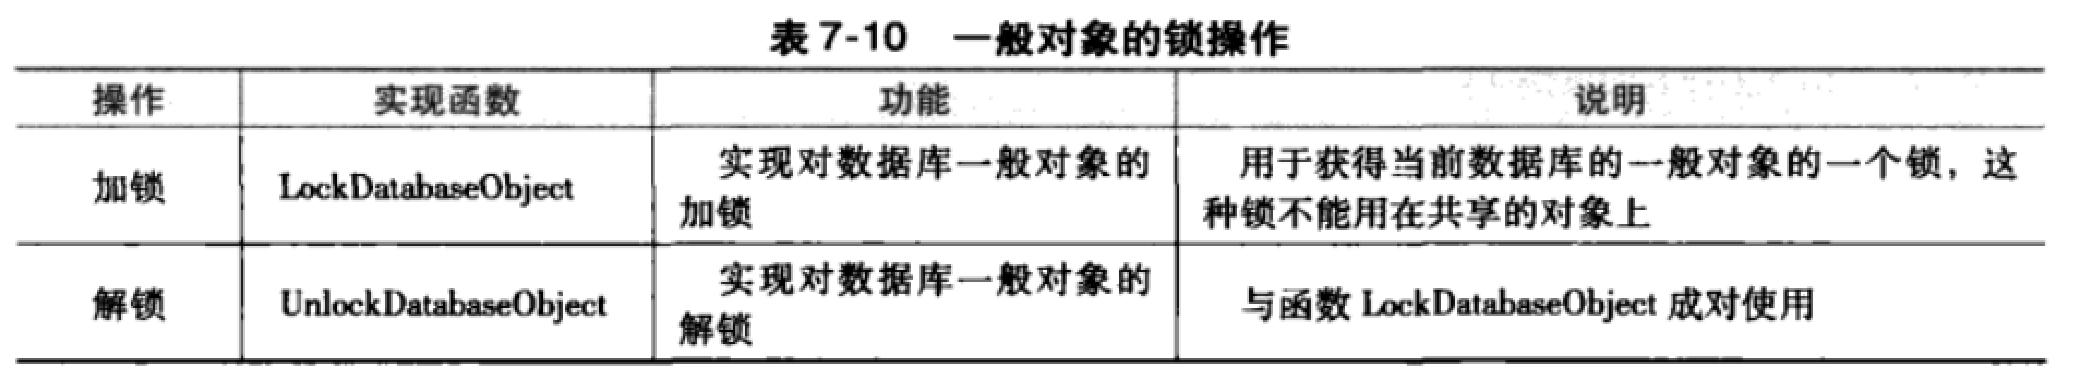 表 7-10 一般对象的锁操作
操作 实现函数 功能 说明
加锁 LockDatabaseObject
实现对数据库一般对象的
加锁
用于获得当前数据库的一般对象的一个锁，这
种锁不能用在共享的对象上
解锁 UnlockDatabaseObject
实现对数据库一般对象的
解锁
与函数 LockDatabaseObject 成对使用